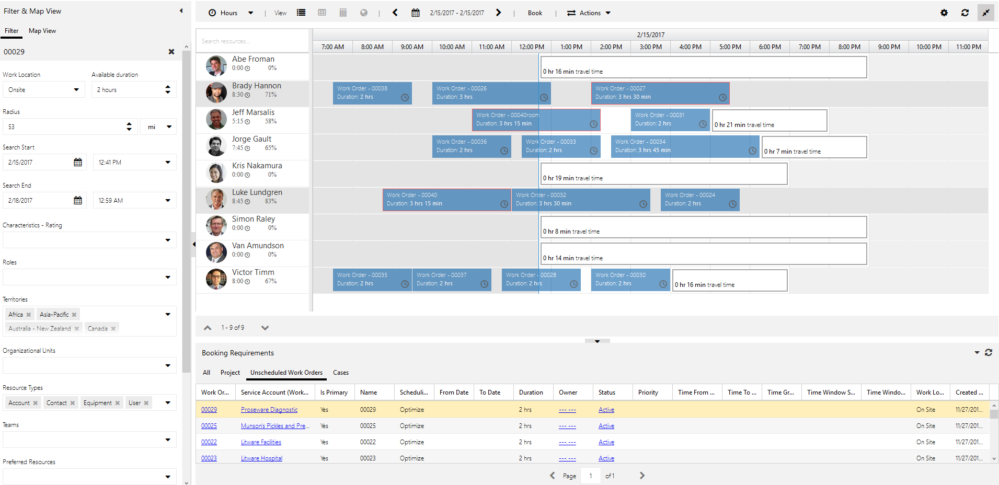 Filter & Map View
Filter Map View
00029
Work Location Available duration
Onsite 2 hours
Radius
53 mi
Search Start
2/15/2017 12:41 PM
Search End
2/18/2017 12:59 AM
Characteristics - Rating
Roles
Territories
Africa Asia-Pacific
Australia - New Zealand Canada
Organizational Units
Resource Types
Account Contact Equipment User
Teams
Preferred Resources
Hours View 2/15/2017 - 2/15/2017 Book Actions
Search resources...
2/15/2017
7:00 AM 8:00 AM 9:00 AM 10:00 AM 11:00 AM 12:00 PM 1:00 PM 2:00 PM 3:00 PM 4:00 PM 5:00 PM 6:00 PM 7:00 PM 8:00 PM 9:00 PM 10:00 PM 11:00 PM
Abe Froman
0:00 0%
0 hr 16 min travel time
Brady Hannon
8:30 71%
Work Order - 00038
Duration: 2 hrs
Work Order - 00026
Duration: 3 hrs
Work Order - 00027
Duration: 3 hrs 30 min
Jeff Marsalis
5:15 58%
Work Order - 00040room
Duration: 3 hrs 15 min
Work Order - 00031
Duration: 2 hrs
0 hr 21 min travel time
Jorge Gault
7:45 65%
Work Order - 00036
Duration: 2 hrs
Work Order - 00033
Duration: 2 hrs
Work Order - 00034
Duration: 3 hrs 45 min
0 hr 7 min travel time
Kris Nakamura
0:00 0%
0 hr 19 min travel time
Luke Lundgren
8:45 83%
Work Order - 00040
Duration: 3 hrs 15 min
Work Order - 00032
Duration: 3 hrs 30 min
Work Order - 00024
Duration: 2 hrs
Simon Raley
0:00 0%
0 hr 8 min travel time
Van Amundson
0:00 0%
0 hr 14 min travel time
Victor Timm
8:00 67%
Work Order - 00035
Duration: 2 hrs
Work Order - 00037
Duration: 2 hrs
Work Order - 00028
Duration: 2 hrs
Work Order - 00030
Duration: 2 hrs
0 hr 16 min travel time
1 - 9 of 9
Booking Requirements
All Project Unscheduled Work Orders Cases
Work Or... Service Account (Work... Is Primary Name Scheduli... From Date To Date Duration Owner Status Priority Time From ... Time To ... Time Gr... Time Window S... Time Windo... Work Lo... Created ...
00029 Proseware Diagnostic Yes 00029 Optimize 2 hrs --- --- Active On Site 11/27/201...
00025 Munson's Pickles and Pre... Yes 00025 Optimize 2 hrs --- --- Active On Site 11/27/201...
00022 Litware Facilities Yes 00022 Optimize 2 hrs --- --- Active On Site 11/27/201...
00023 Litware Hospital Yes 00023 Optimize 2 hrs --- --- Active On Site 11/27/201...
Page 1 of 1